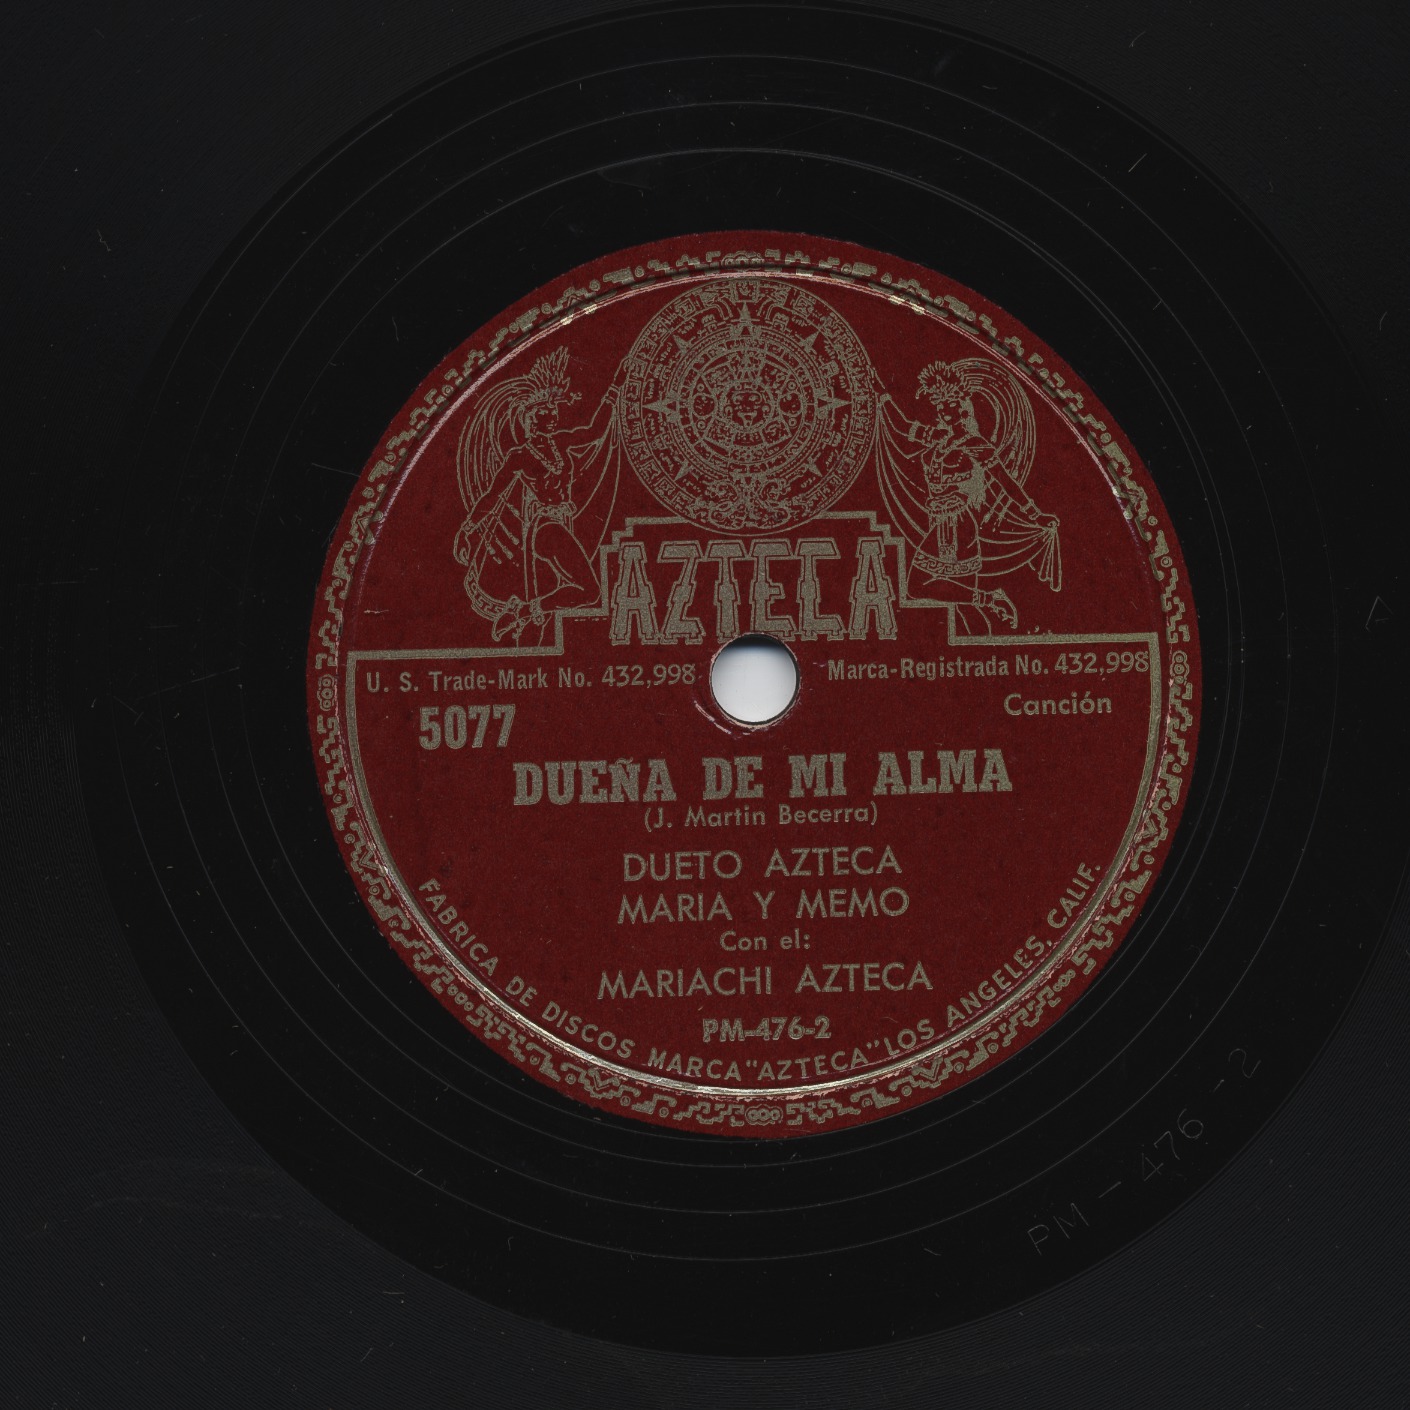 AZTECA
U. S. Trade-Mark No. 432,998 Marca-Registrada No. 432,998
5077 Canción
DUEÑA DE MI ALMA
(J. Martin Becerra)
DUETO AZTECA
MARIA Y MEMO
Con el:
MARIACHI AZTECA
PM-476-2
FABRICA DE DISCOS MARCA "AZTECA" LOS ANGELES, CALIF.
PM-476-2